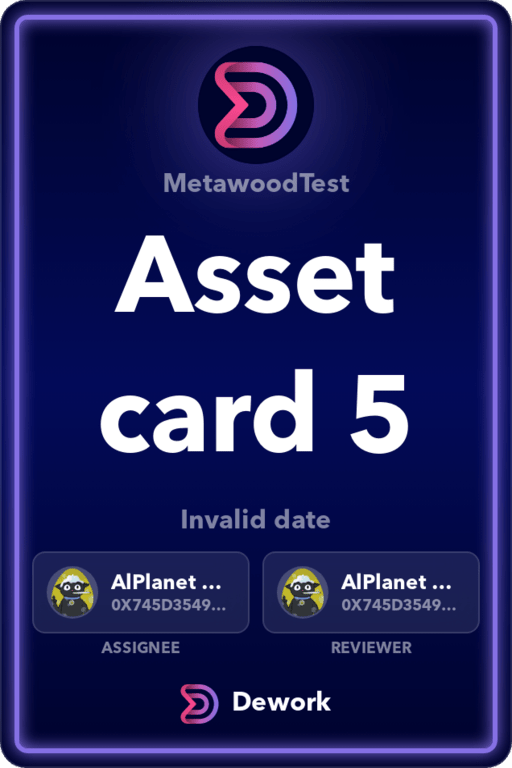 MetawoodTest
Asset
card 5
Invalid date
AlPlanet ...
0X745D3549...
AlPlanet ...
0X745D3549...
ASSIGNEE
REVIEWER
Dework